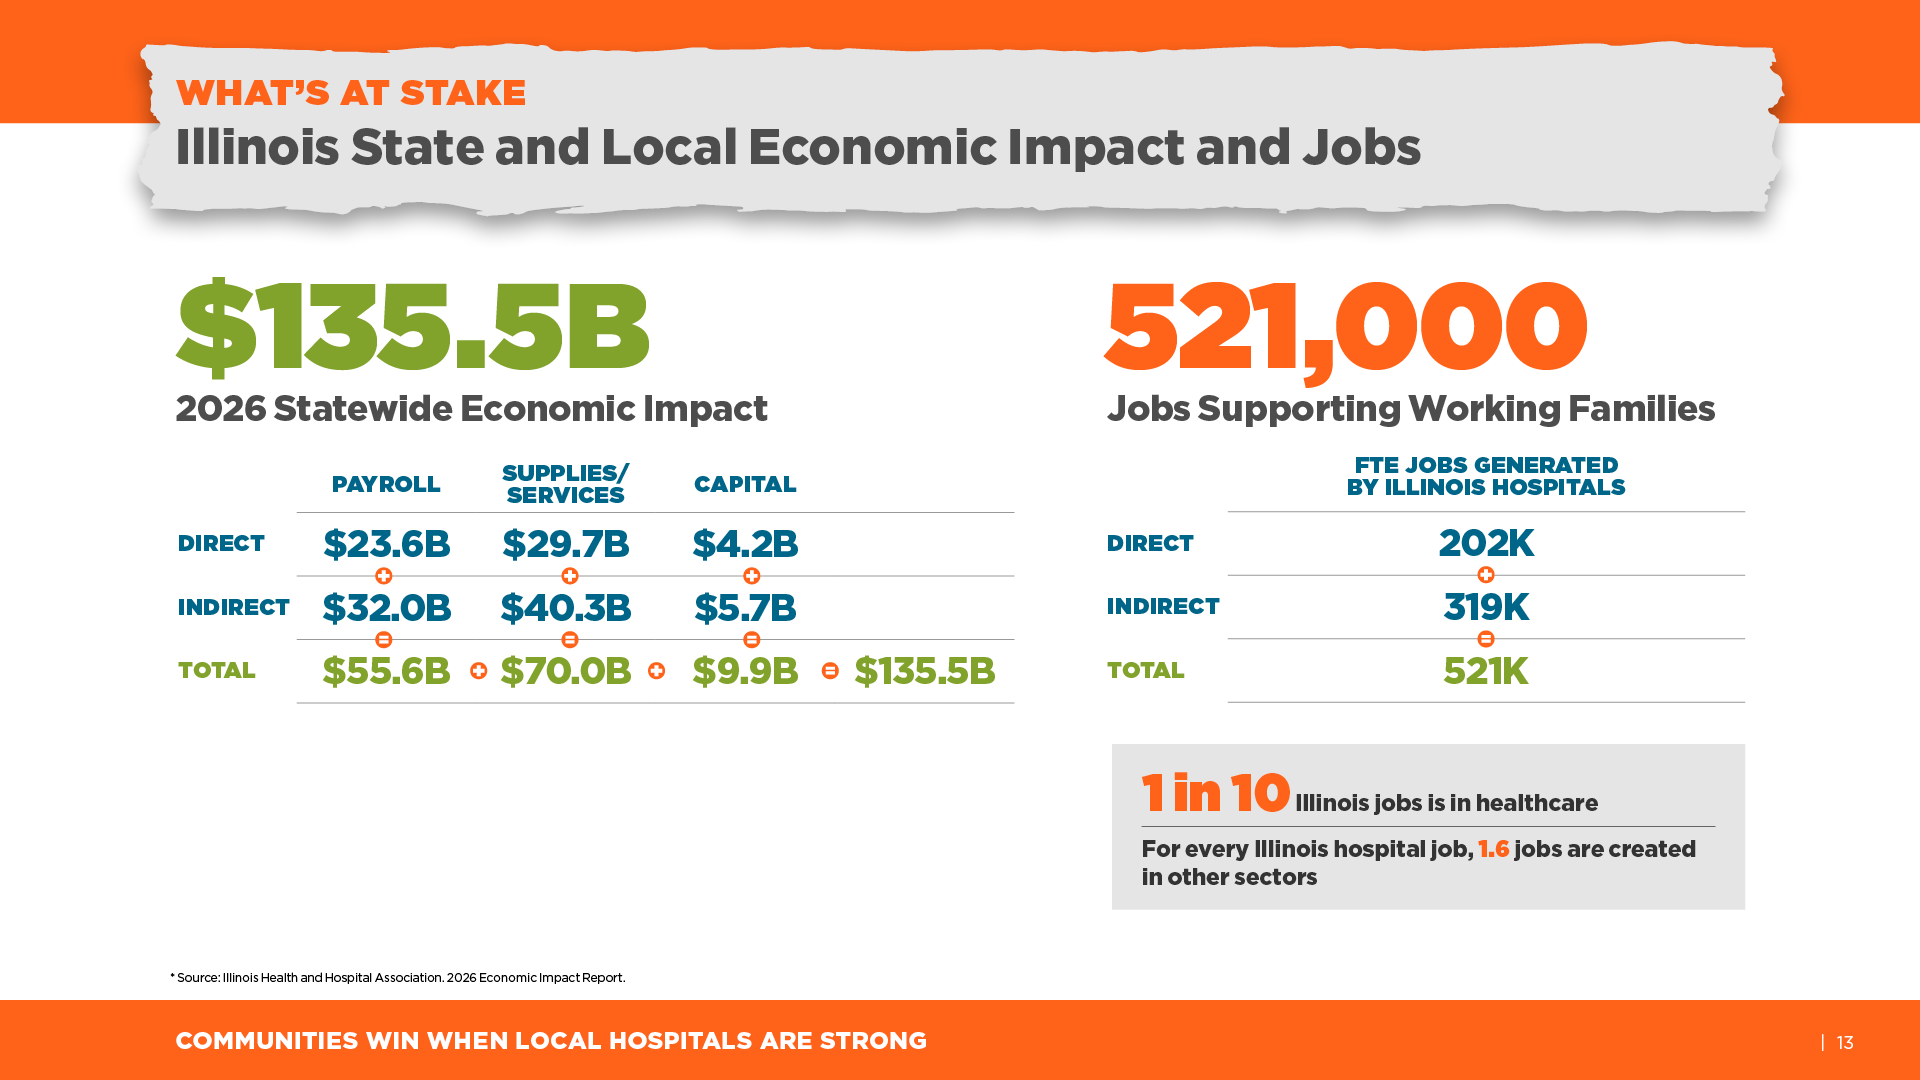 WHAT’S AT STAKE
Illinois State and Local Economic Impact and Jobs
$135.5B
2026 Statewide Economic Impact
PAYROLL SUPPLIES/ CAPITAL
SERVICES
DIRECT $23.6B $29.7B $4.2B
+ + +
INDIRECT $32.0B $40.3B $5.7B
= = =
TOTAL $55.6B + $70.0B + $9.9B = $135.5B
521,000
Jobs Supporting Working Families
FTE JOBS GENERATED
BY ILLINOIS HOSPITALS
DIRECT 202K
+
INDIRECT 319K
=
TOTAL 521K
1 in 10 Illinois jobs is in healthcare
For every Illinois hospital job, 1.6 jobs are created
in other sectors
* Source: Illinois Health and Hospital Association. 2026 Economic Impact Report.
COMMUNITIES WIN WHEN LOCAL HOSPITALS ARE STRONG
| 13